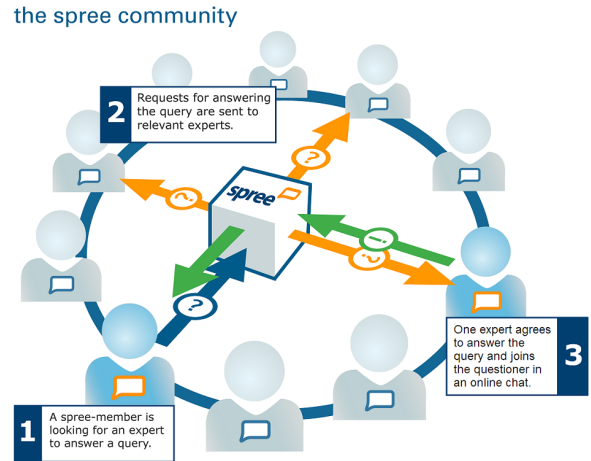 the spree community
2
Requests for answering
the query are sent to
relevant experts.
?
?
spree
!
?
?
One expert agrees
to answer the
query and joins
the questioner in
an online chat.
3
1
A spree-member is
looking for an expert
to answer a query.